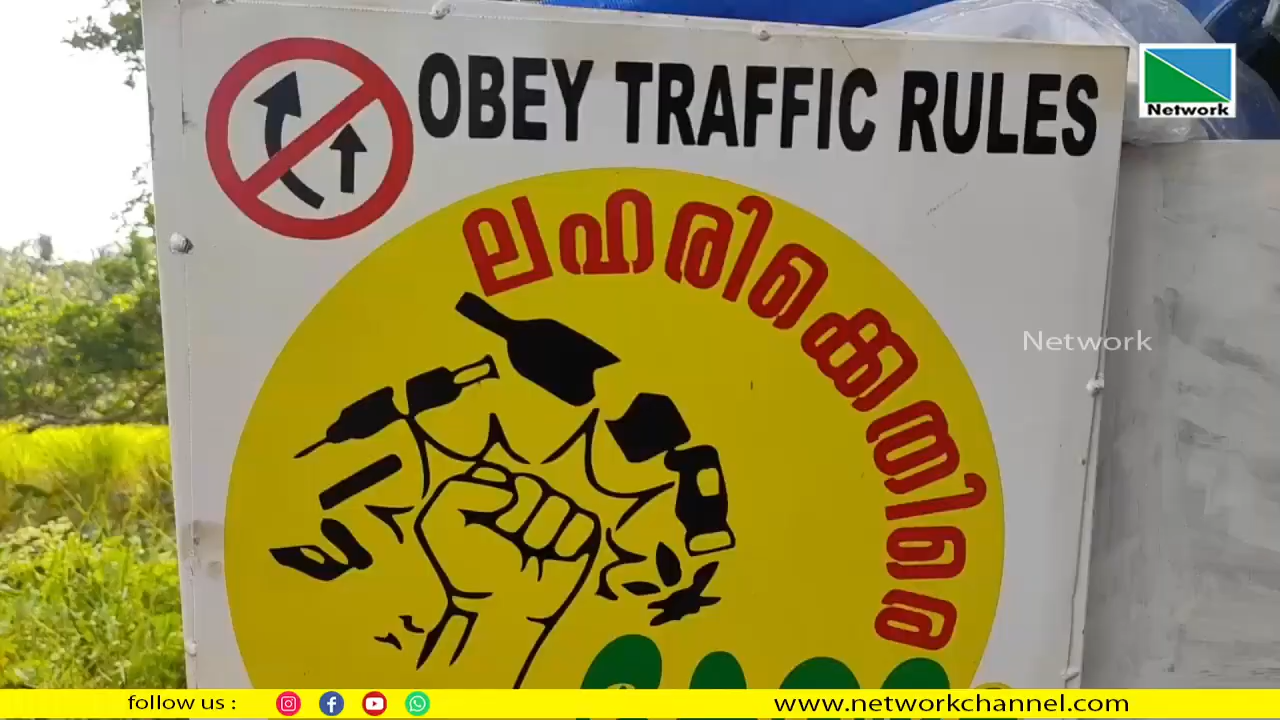 OBEY TRAFFIC RULES
Network
ലഹരിക്കെതിരെ
Network
follow us :
www.networkchannel.com